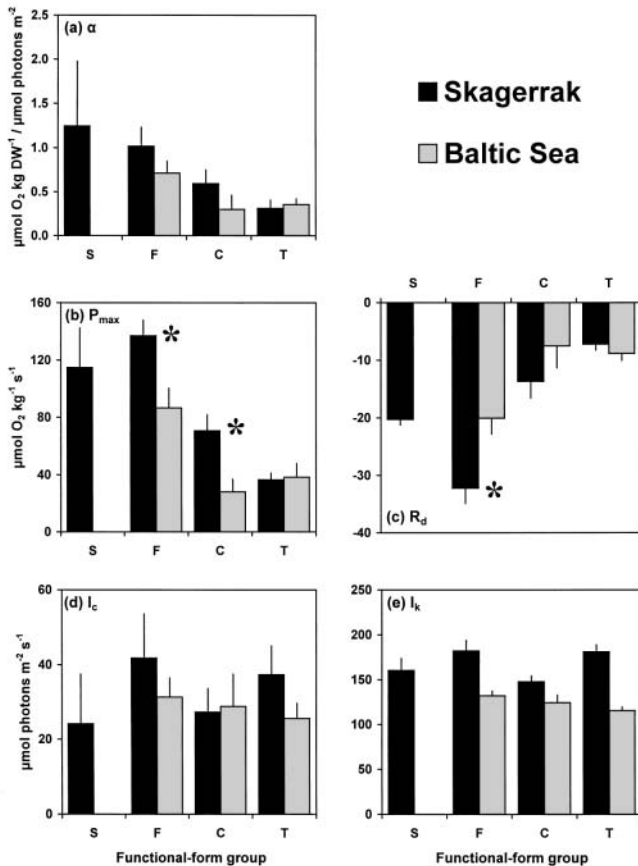 (a) α
μmol O₂ kg DW⁻¹ / μmol photons m⁻²
2.5
2.0
1.5
1.0
0.5
0.0
S F C T
Skagerrak
Baltic Sea
(b) Pmax
μmol O₂ kg⁻¹ s⁻¹
160
120
80
40
0
*
*
S F C T
S F C T
0
-10
-20
-30
-40
*
(c) Rd
(d) Ic
μmol photons m⁻² s⁻¹
60
40
20
0
S F C T
Functional-form group
(e) Ik
250
200
150
100
50
0
S F C T
Functional-form group